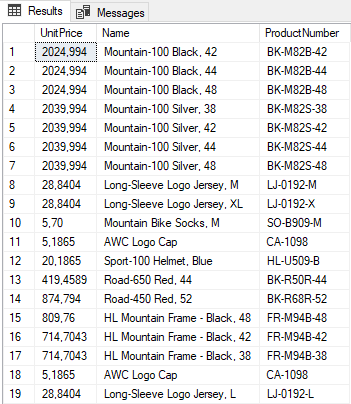 Results Messages
UnitPrice Name ProductNumber
1 2024,994 Mountain-100 Black, 42 BK-M82B-42
2 2024,994 Mountain-100 Black, 44 BK-M82B-44
3 2024,994 Mountain-100 Black, 48 BK-M82B-48
4 2039,994 Mountain-100 Silver, 38 BK-M82S-38
5 2039,994 Mountain-100 Silver, 42 BK-M82S-42
6 2039,994 Mountain-100 Silver, 44 BK-M82S-44
7 2039,994 Mountain-100 Silver, 48 BK-M82S-48
8 28,8404 Long-Sleeve Logo Jersey, M LJ-0192-M
9 28,8404 Long-Sleeve Logo Jersey, XL LJ-0192-X
10 5,70 Mountain Bike Socks, M SO-B909-M
11 5,1865 AWC Logo Cap CA-1098
12 20,1865 Sport-100 Helmet, Blue HL-U509-B
13 419,4589 Road-650 Red, 44 BK-R50R-44
14 874,794 Road-450 Red, 52 BK-R68R-52
15 809,76 HL Mountain Frame - Black, 48 FR-M94B-48
16 714,7043 HL Mountain Frame - Black, 42 FR-M94B-42
17 714,7043 HL Mountain Frame - Black, 38 FR-M94B-38
18 5,1865 AWC Logo Cap CA-1098
19 28,8404 Long-Sleeve Logo Jersey, L LJ-0192-L